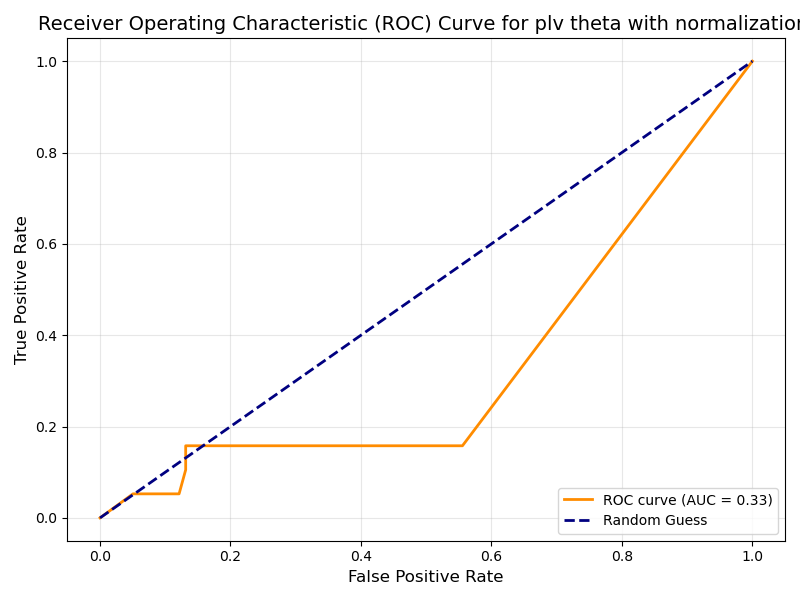 Receiver Operating Characteristic (ROC) Curve for plv theta with normalization
True Positive Rate
1.0
0.8
0.6
0.4
0.2
0.0
0.0 0.2 0.4 0.6 0.8 1.0
False Positive Rate
ROC curve (AUC = 0.33)
Random Guess